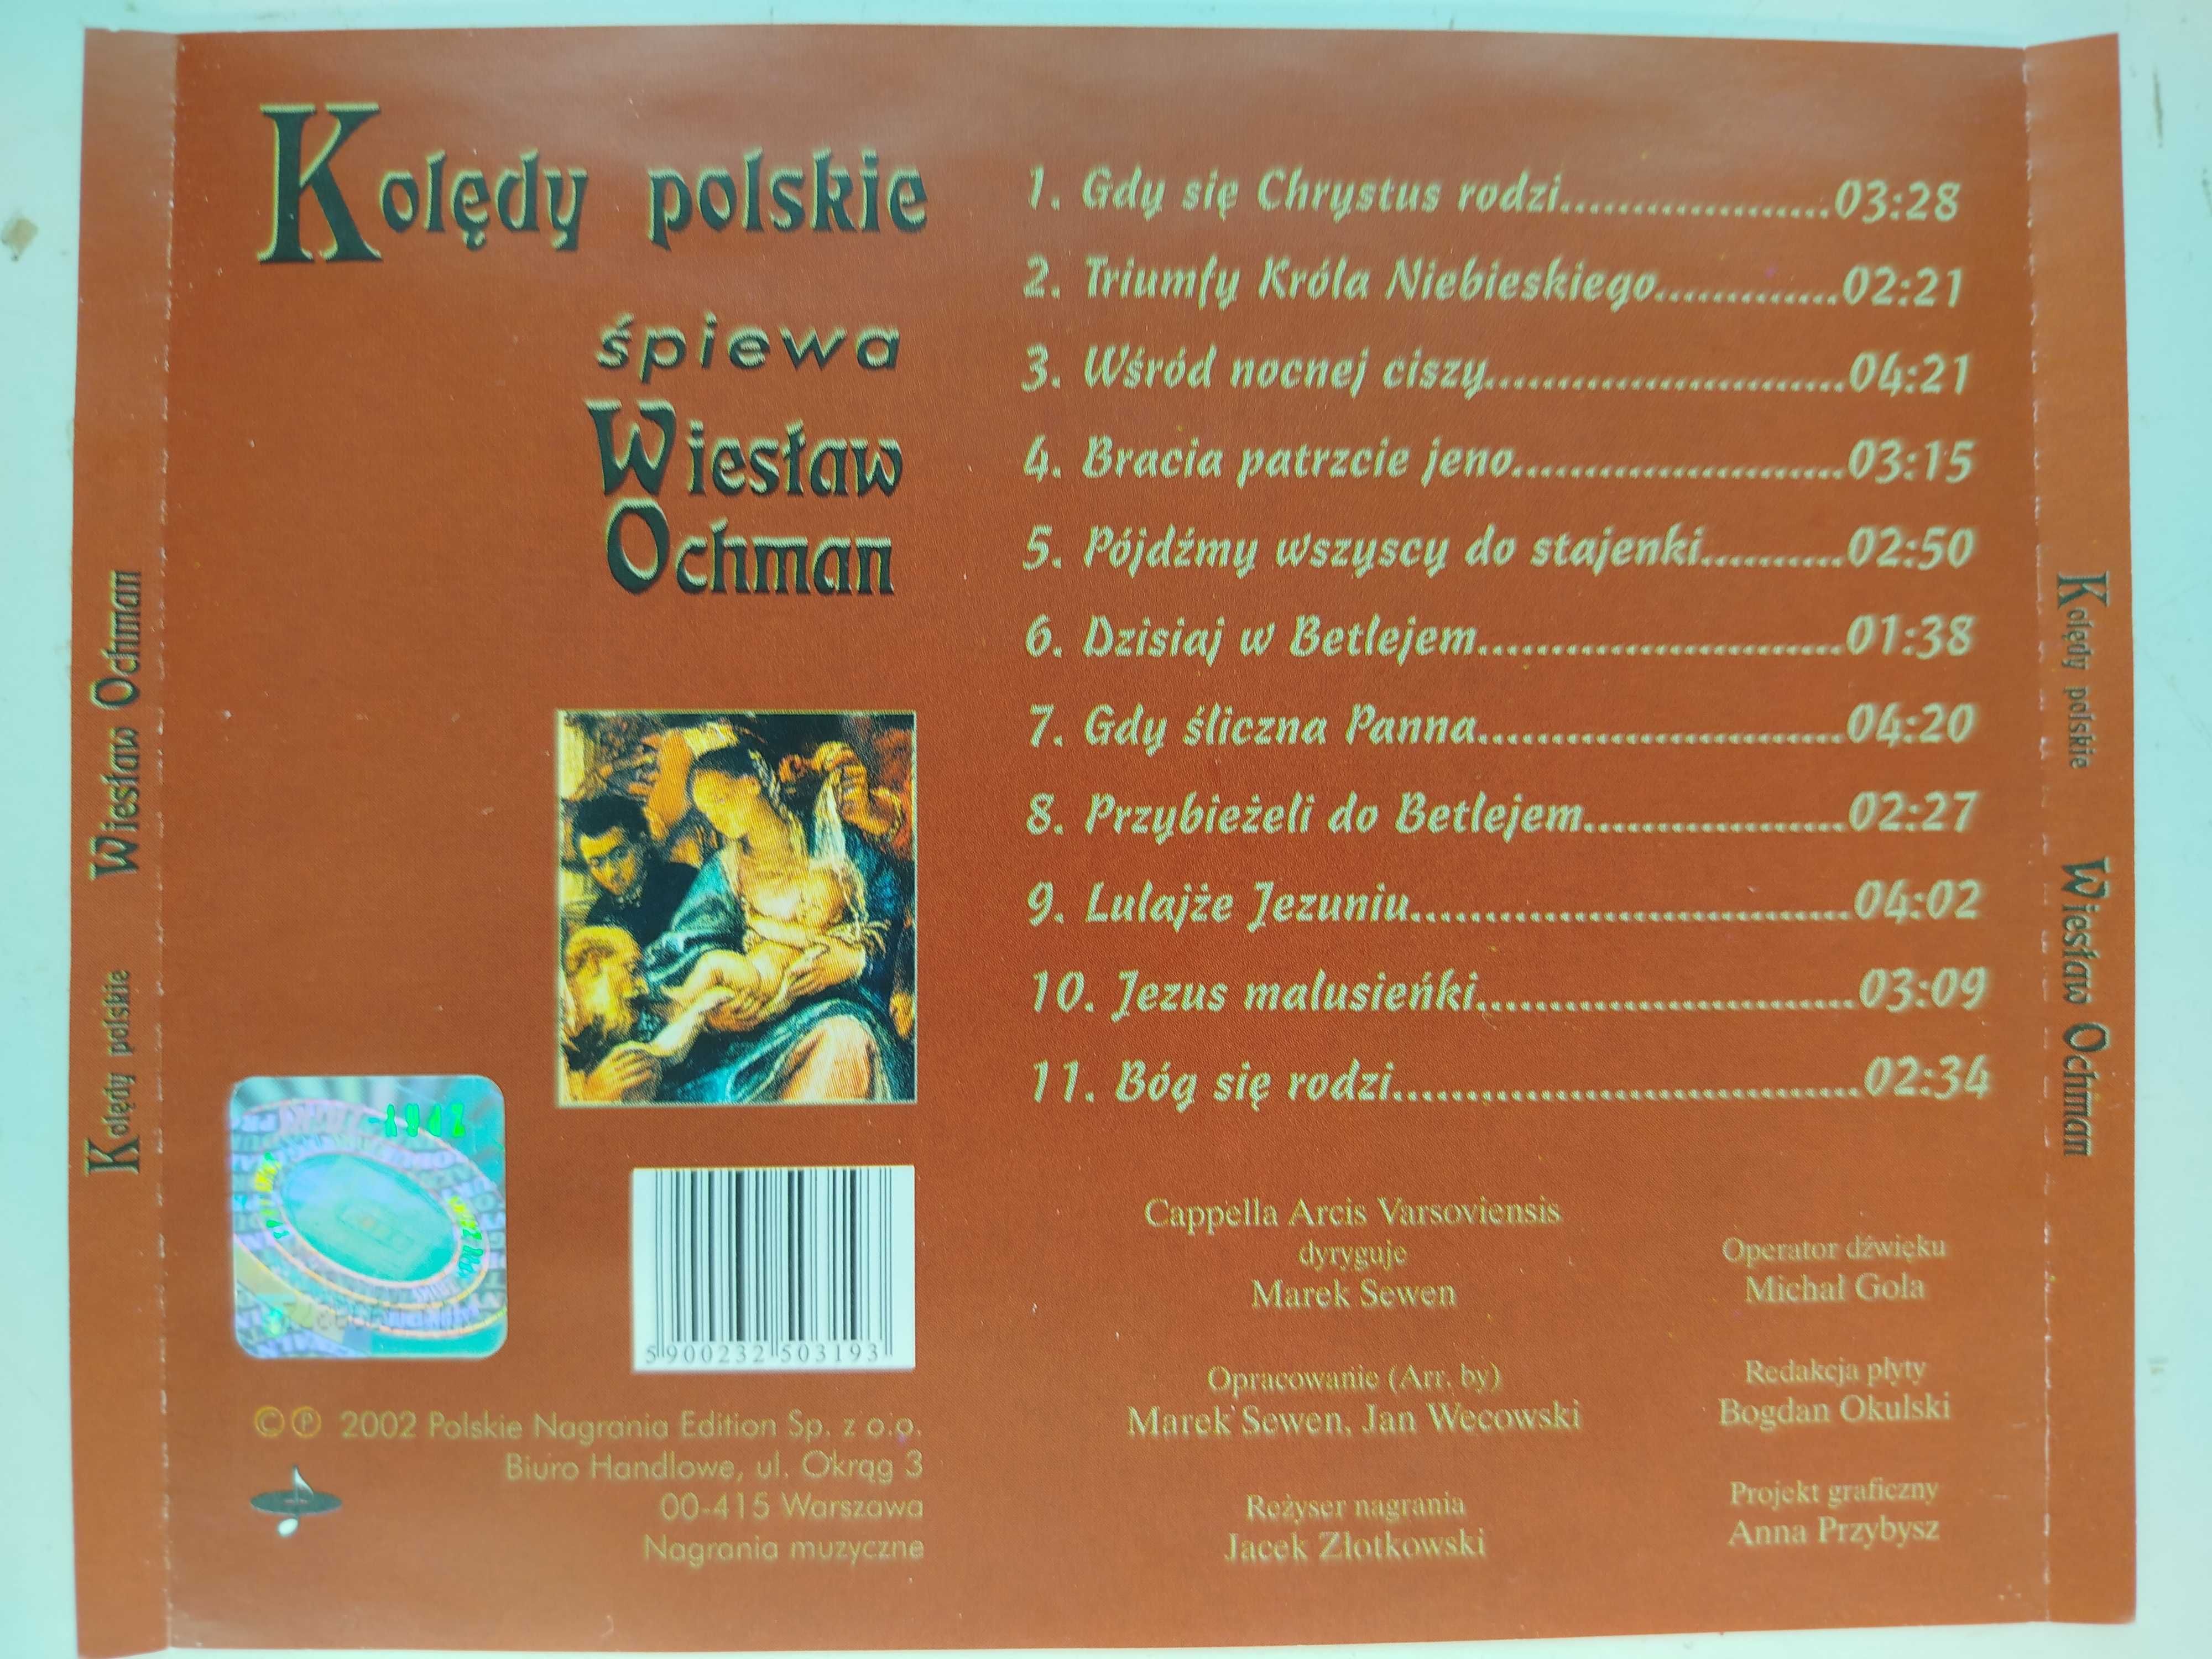 Kolędy polskie
śpiewa
Wiesław
Ochman
1. Gdy się Chrystus rodzi....................03:28
2. Triumfy Króla Niebieskiego.............02:21
3. Wśród nocnej ciszy..........................04:21
4. Bracia patrzcie jeno........................03:15
5. Pójdźmy wszyscy do stajenki..........02:50
6. Dzisiaj w Betlejem...........................01:38
7. Gdy śliczna Panna...........................04:20
8. Przybieżeli do Betlejem...................02:27
9. Lulajże Jezuniu................................04:02
10. Jezus malusieńki...........................03:09
11. Bóg się rodzi..................................02:34
Cappella Arcis Varsoviensis
dyryguje
Marek Sewen
Opracowanie (Arr. by)
Marek Sewen, Jan Wecowski
Reżyser nagrania
Jacek Złotkowski
Operator dźwięku
Michał Gola
Redakcja płyty
Bogdan Okulski
Projekt graficzny
Anna Przybysz
5 900232 503193
© ℗ 2002 Polskie Nagrania Edition Sp. z o.o.
Biuro Handlowe, ul. Okrąg 3
00-415 Warszawa
Nagrania muzyczne
Kolędy polskie Wiesław Ochman
Kolędy polskie Wiesław Ochman